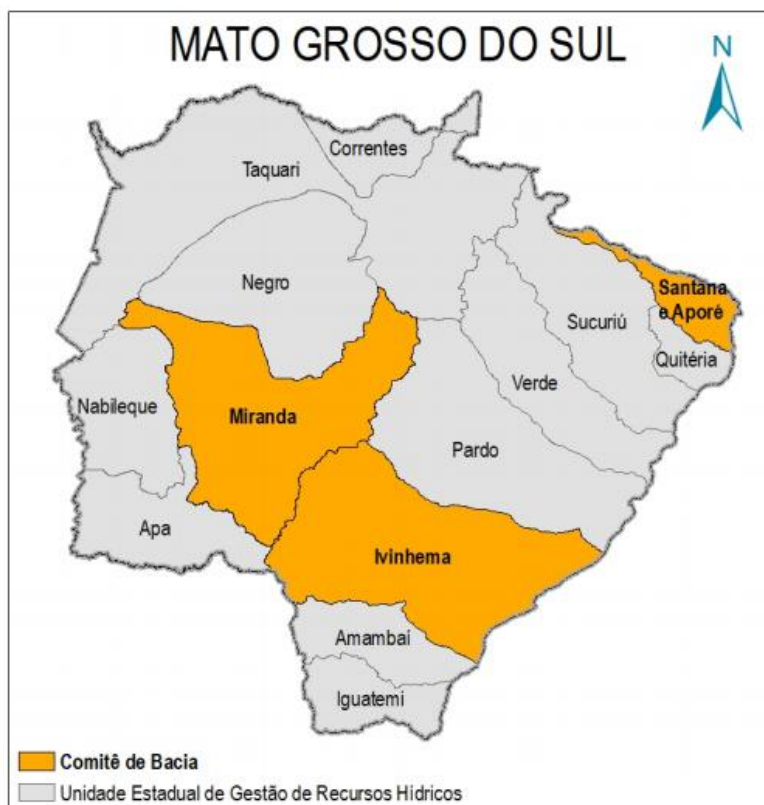 MATO GROSSO DO SUL
N
Correntes
Taquari
Negro
Santana
e Aporé
Sucuriú
Quitéria
Verde
Nabileque
Miranda
Pardo
Apa
Ivinhema
Amambaí
Iguatemi
Comitê de Bacia
Unidade Estadual de Gestão de Recursos Hídricos